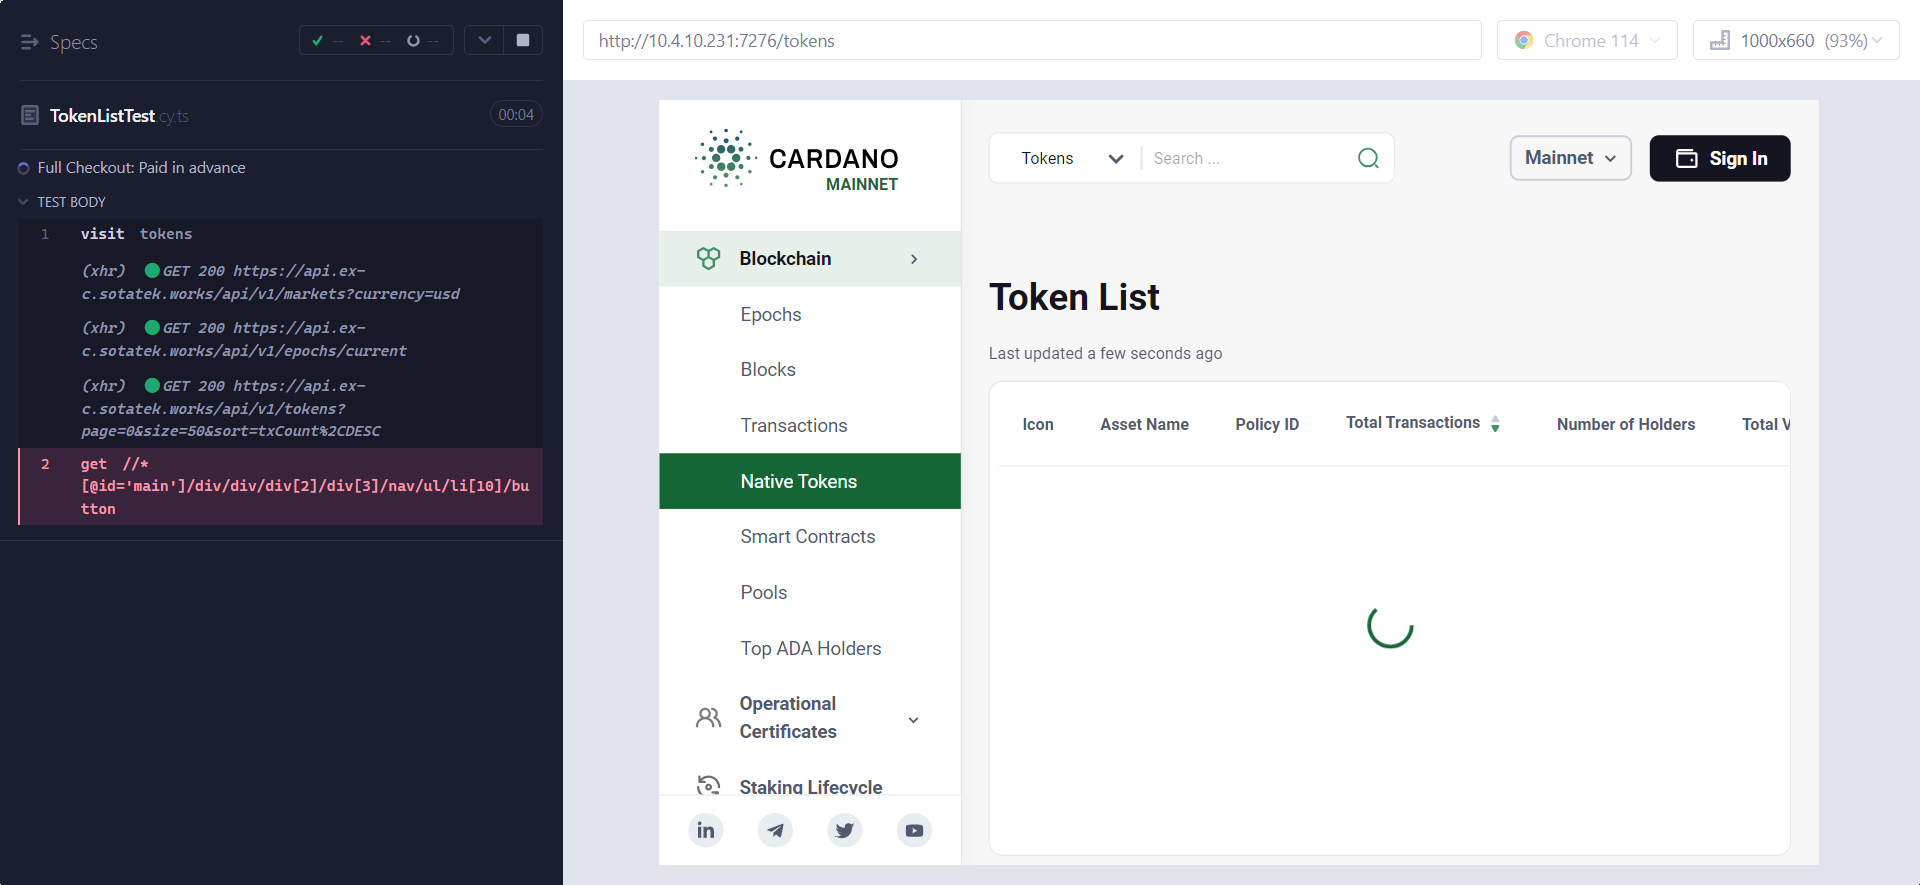 Specs
-- -- --
TokenListTest.cy.ts
00:04
Full Checkout: Paid in advance
TEST BODY
1 visit tokens
(xhr) GET 200 https://api.ex-
c.sotatek.works/api/v1/markets?currency=usd
(xhr) GET 200 https://api.ex-
c.sotatek.works/api/v1/epochs/current
(xhr) GET 200 https://api.ex-
c.sotatek.works/api/v1/tokens?
page=0&size=50&sort=txCount%2CDESC
2 get //*
[@id='main']/div/div/div[2]/div[3]/nav/ul/li[10]/bu
tton
http://10.4.10.231:7276/tokens
Chrome 114
1000x660 (93%)
CARDANO
MAINNET
Blockchain
Epochs
Blocks
Transactions
Native Tokens
Smart Contracts
Pools
Top ADA Holders
Operational
Certificates
Staking Lifecycle
in
Tokens
Search ...
Mainnet
Sign In
Token List
Last updated a few seconds ago
Icon Asset Name Policy ID Total Transactions Number of Holders Total V